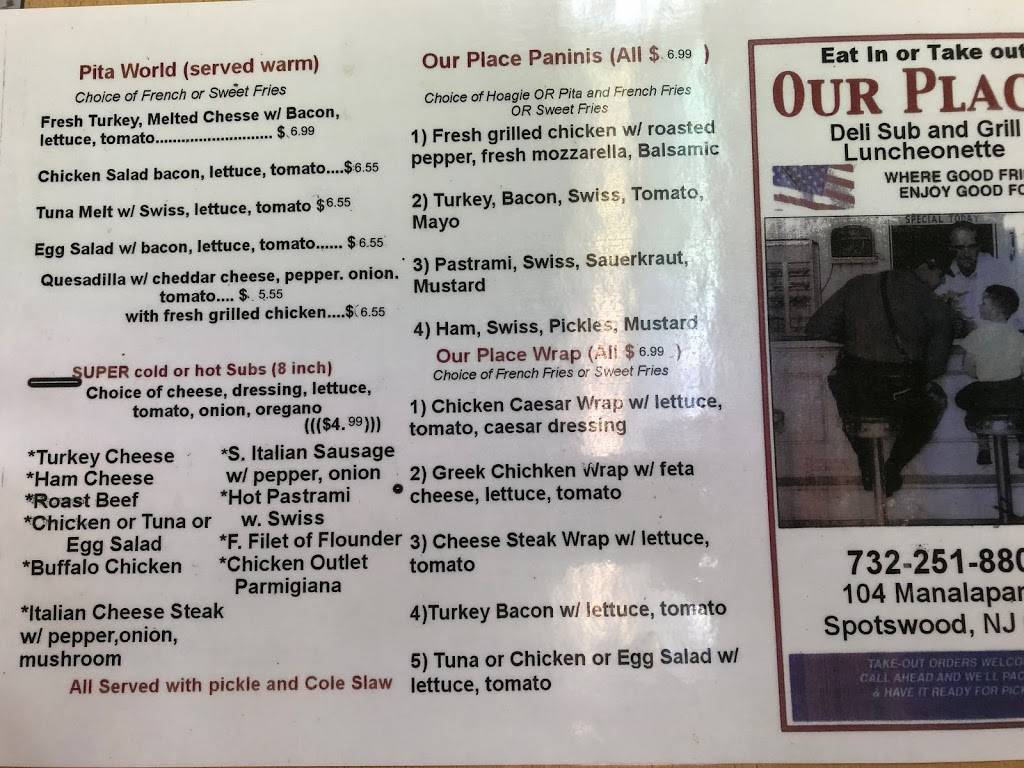 Pita World (served warm)
Choice of French or Sweet Fries
Fresh Turkey, Melted Chesse w/ Bacon,
lettuce, tomato........................... $ 6.99
Chicken Salad bacon, lettuce, tomato....$6.55
Tuna Melt w/ Swiss, lettuce, tomato $6.55
Egg Salad w/ bacon, lettuce, tomato...... $ 6.55
Quesadilla w/ cheddar cheese, pepper. onion.
tomato.... $ 5.55
with fresh grilled chicken....$ 6.55
SUPER cold or hot Subs (8 inch)
Choice of cheese, dressing, lettuce,
tomato, onion, oregano
((($4.99)))
*Turkey Cheese
*Ham Cheese
*Roast Beef
*Chicken or Tuna or
Egg Salad
*Buffalo Chicken
*Italian Cheese Steak
w/ pepper,onion,
mushroom
*S. Italian Sausage
w/ pepper, onion
*Hot Pastrami
w. Swiss
*F. Filet of Flounder
*Chicken Outlet
Parmigiana
All Served with pickle and Cole Slaw
Our Place Paninis (All $ 6.99 )
Choice of Hoagie OR Pita and French Fries
OR Sweet Fries
1) Fresh grilled chicken w/ roasted
pepper, fresh mozzarella, Balsamic
2) Turkey, Bacon, Swiss, Tomato,
Mayo
3) Pastrami, Swiss, Sauerkraut,
Mustard
4) Ham, Swiss, Pickles, Mustard
Our Place Wrap (All $ 6.99 )
Choice of French Fries or Sweet Fries
1) Chicken Caesar Wrap w/ lettuce,
tomato, caesar dressing
2) Greek Chichken Wrap w/ feta
cheese, lettuce, tomato
3) Cheese Steak Wrap w/ lettuce,
tomato
4)Turkey Bacon w/ lettuce, tomato
5) Tuna or Chicken or Egg Salad w/
lettuce, tomato
Eat In or Take out
OUR PLAC
Deli Sub and Grill
Luncheonette
WHERE GOOD FRI
ENJOY GOOD FO
SPECIAL TODAY
732-251-880
104 Manalapan
Spotswood, NJ
TAKE-OUT ORDERS WELCO
CALL AHEAD AND WE'LL PAC
& HAVE IT READY FOR PICK